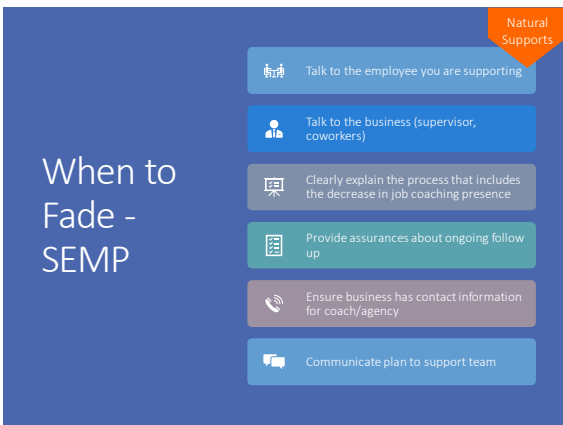 Natural
Supports
When to
Fade -
SEMP
Talk to the employee you are supporting
Talk to the business (supervisor,
coworkers)
Clearly explain the process that includes
the decrease in job coaching presence
Provide assurances about ongoing follow
up
Ensure business has contact information
for coach/agency
Communicate plan to support team